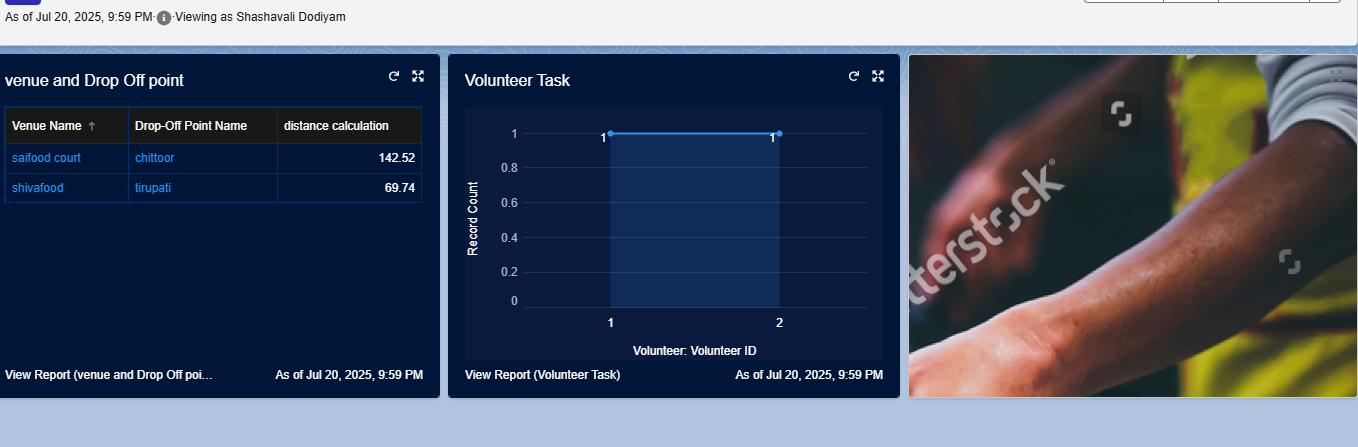 As of Jul 20, 2025, 9:59 PM·Viewing as Shashavali Dodiyam
venue and Drop Off point
Venue Name ↑ Drop-Off Point Name distance calculation
saifood court chittoor 142.52
shivafood tirupati 69.74
View Report (venue and Drop Off poi... As of Jul 20, 2025, 9:59 PM
Volunteer Task
Record Count
1
0.8
0.6
0.4
0.2
0
1 1
1 2
Volunteer: Volunteer ID
View Report (Volunteer Task) As of Jul 20, 2025, 9:59 PM
tterstock